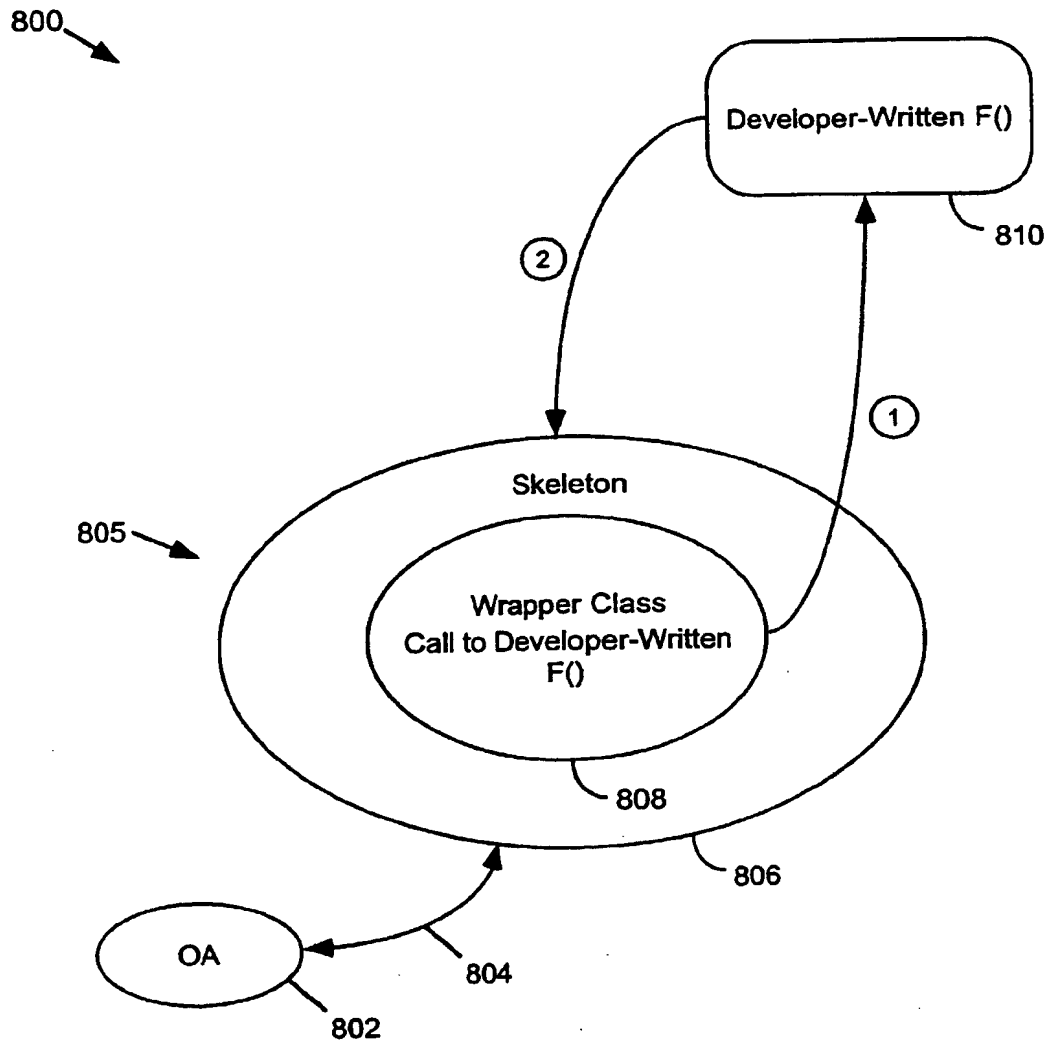 800
Developer-Written F()
810
2
1
Skeleton
805
Wrapper Class
Call to Developer-Written
F()
808
806
OA
804
802